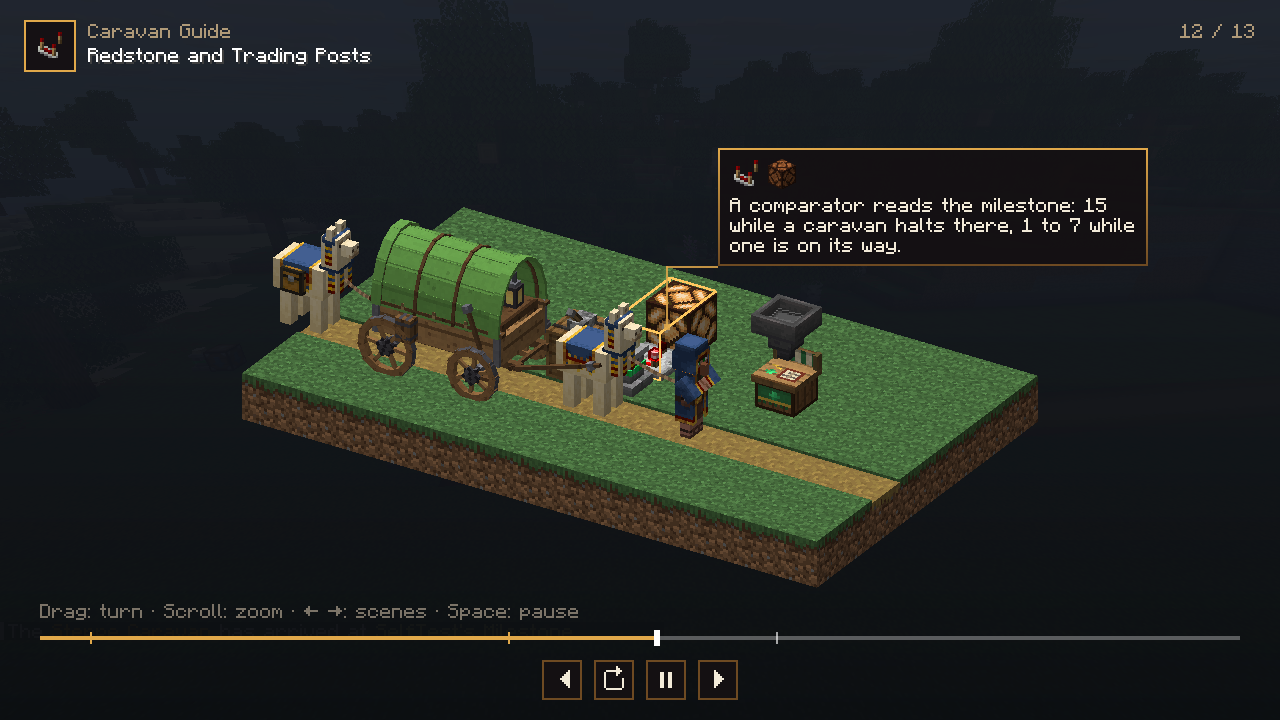 Caravan Guide
Redstone and Trading Posts
12 / 13
A comparator reads the milestone: 15
while a caravan halts there, 1 to 7 while
one is on its way.
Drag: turn · Scroll: zoom · ← →: scenes · Space: pause